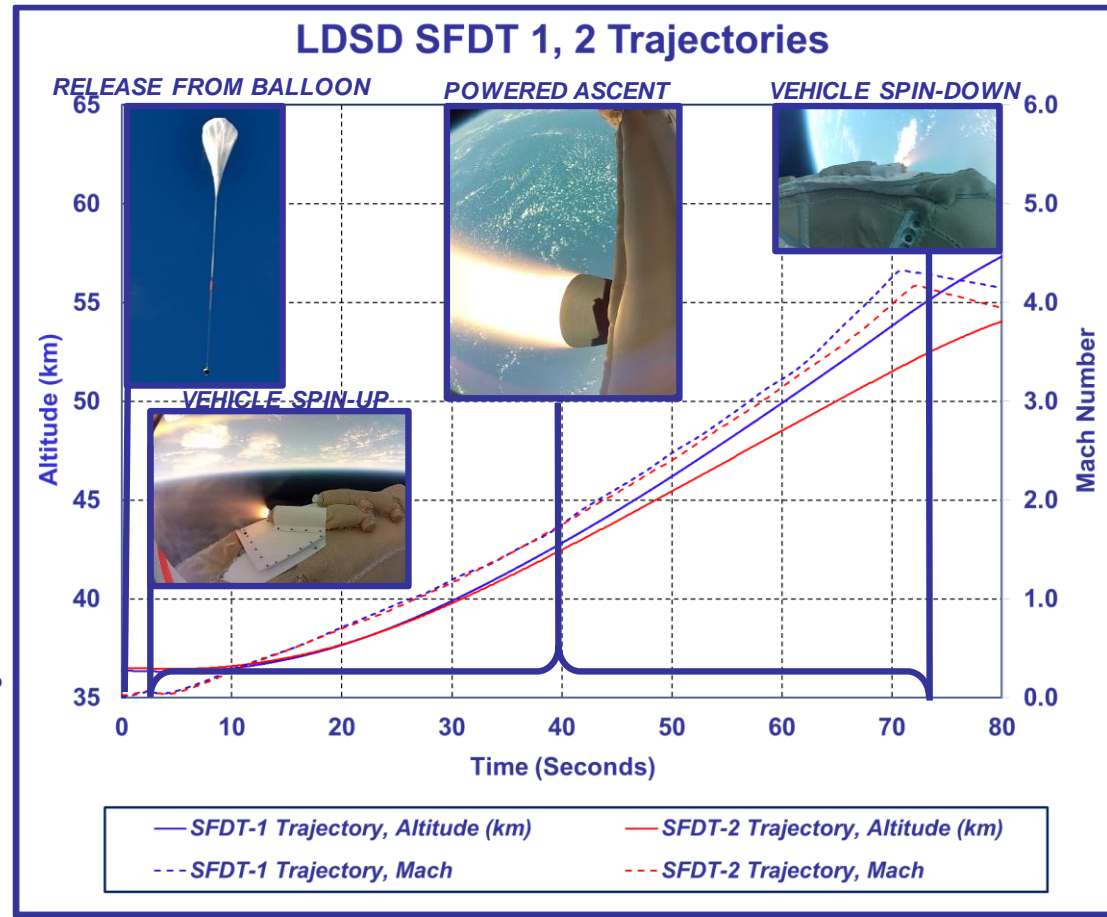 LDSD SFDT 1, 2 Trajectories
RELEASE FROM BALLOON
POWERED ASCENT
VEHICLE SPIN-DOWN
VEHICLE SPIN-UP
65
60
55
50
45
40
35
Altitude (km)
6.0
5.0
4.0
3.0
2.0
1.0
0.0
Mach Number
0 10 20 30 40 50 60 70 80
Time (Seconds)
SFDT-1 Trajectory, Altitude (km)
SFDT-2 Trajectory, Altitude (km)
SFDT-1 Trajectory, Mach
SFDT-2 Trajectory, Mach